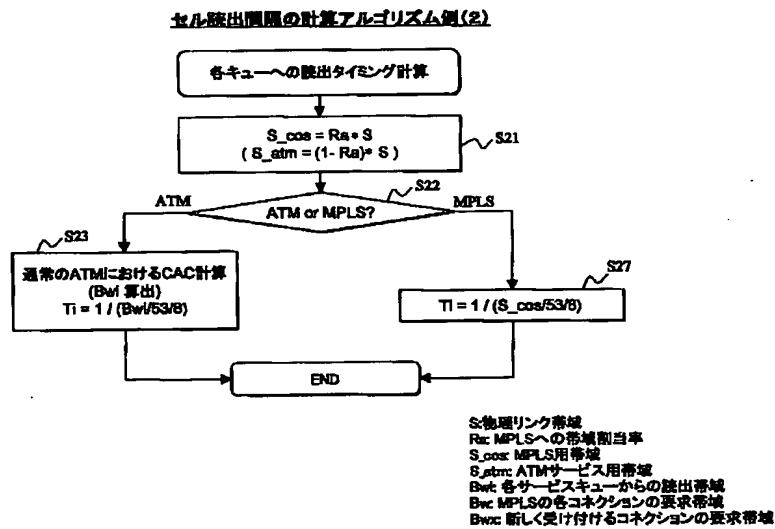 セル読出間隔の計算アルゴリズム例(2)
各キューへの読出タイミング計算
S_cos = Ra * S
( S_atm = (1- Ra)* S )
S21
S22
ATM
ATM or MPLS?
MPLS
S23
通常のATMにおけるCAC計算
(Bwi 算出)
Ti = 1 / (Bwi/53/8)
S27
Ti = 1 / (S_cos/53/8)
END
S:物理リンク帯域
Ra: MPLSへの帯域割当率
S_cos: MPLS用帯域
S_atm: ATMサービス用帯域
Bwi: 各サービスキューからの読出帯域
Bw: MPLSの各コネクションの要求帯域
Bwx: 新しく受け付けるコネクションの要求帯域